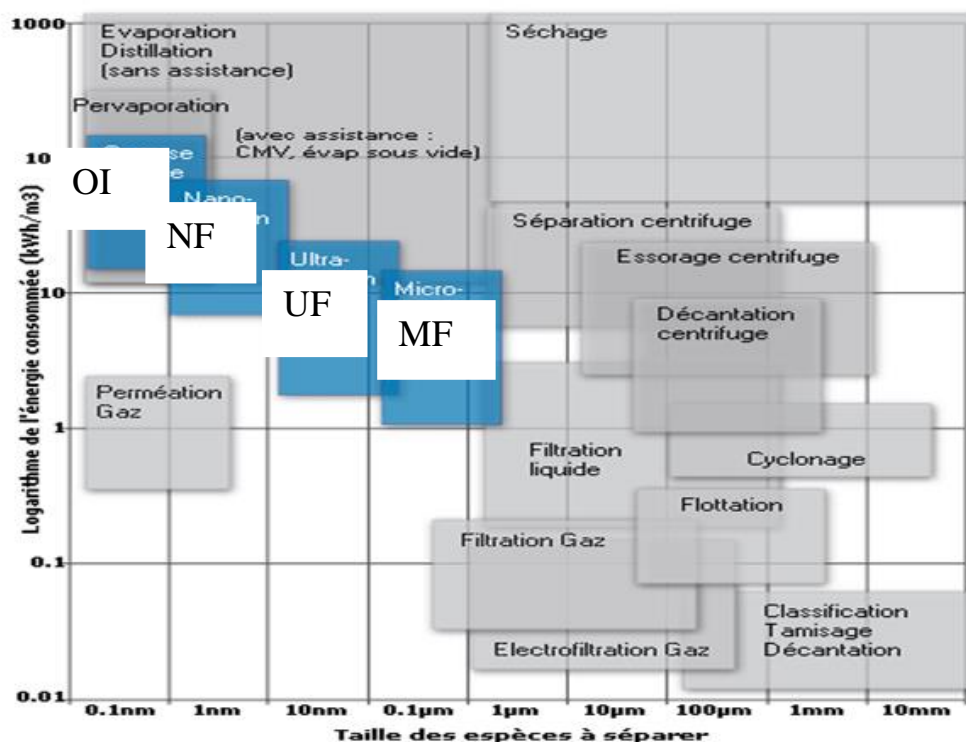 1000
Evaporation
Distillation
(sans assistance)
Séchage
Pervaporation
(avec assistance :
CMV, évap sous vide)
10
OI
NF
Nano-
UF
Ultra-
MF
Micro-
Séparation centrifuge
Essorage centrifuge
10
Décantation
centrifuge
Perméation
Gaz
1
Filtration
liquide
Cyclonage
Flottation
Filtration Gaz
0.1
Electrofiltration Gaz
Classification
Tamisage
Décantation
0.01
0.1nm 1nm 10nm 0.1µm 1µm 10µm 100µm 1mm 10mm
Taille des espèces à séparer
Logarithme de l'énergie consommée (kWh/m3)